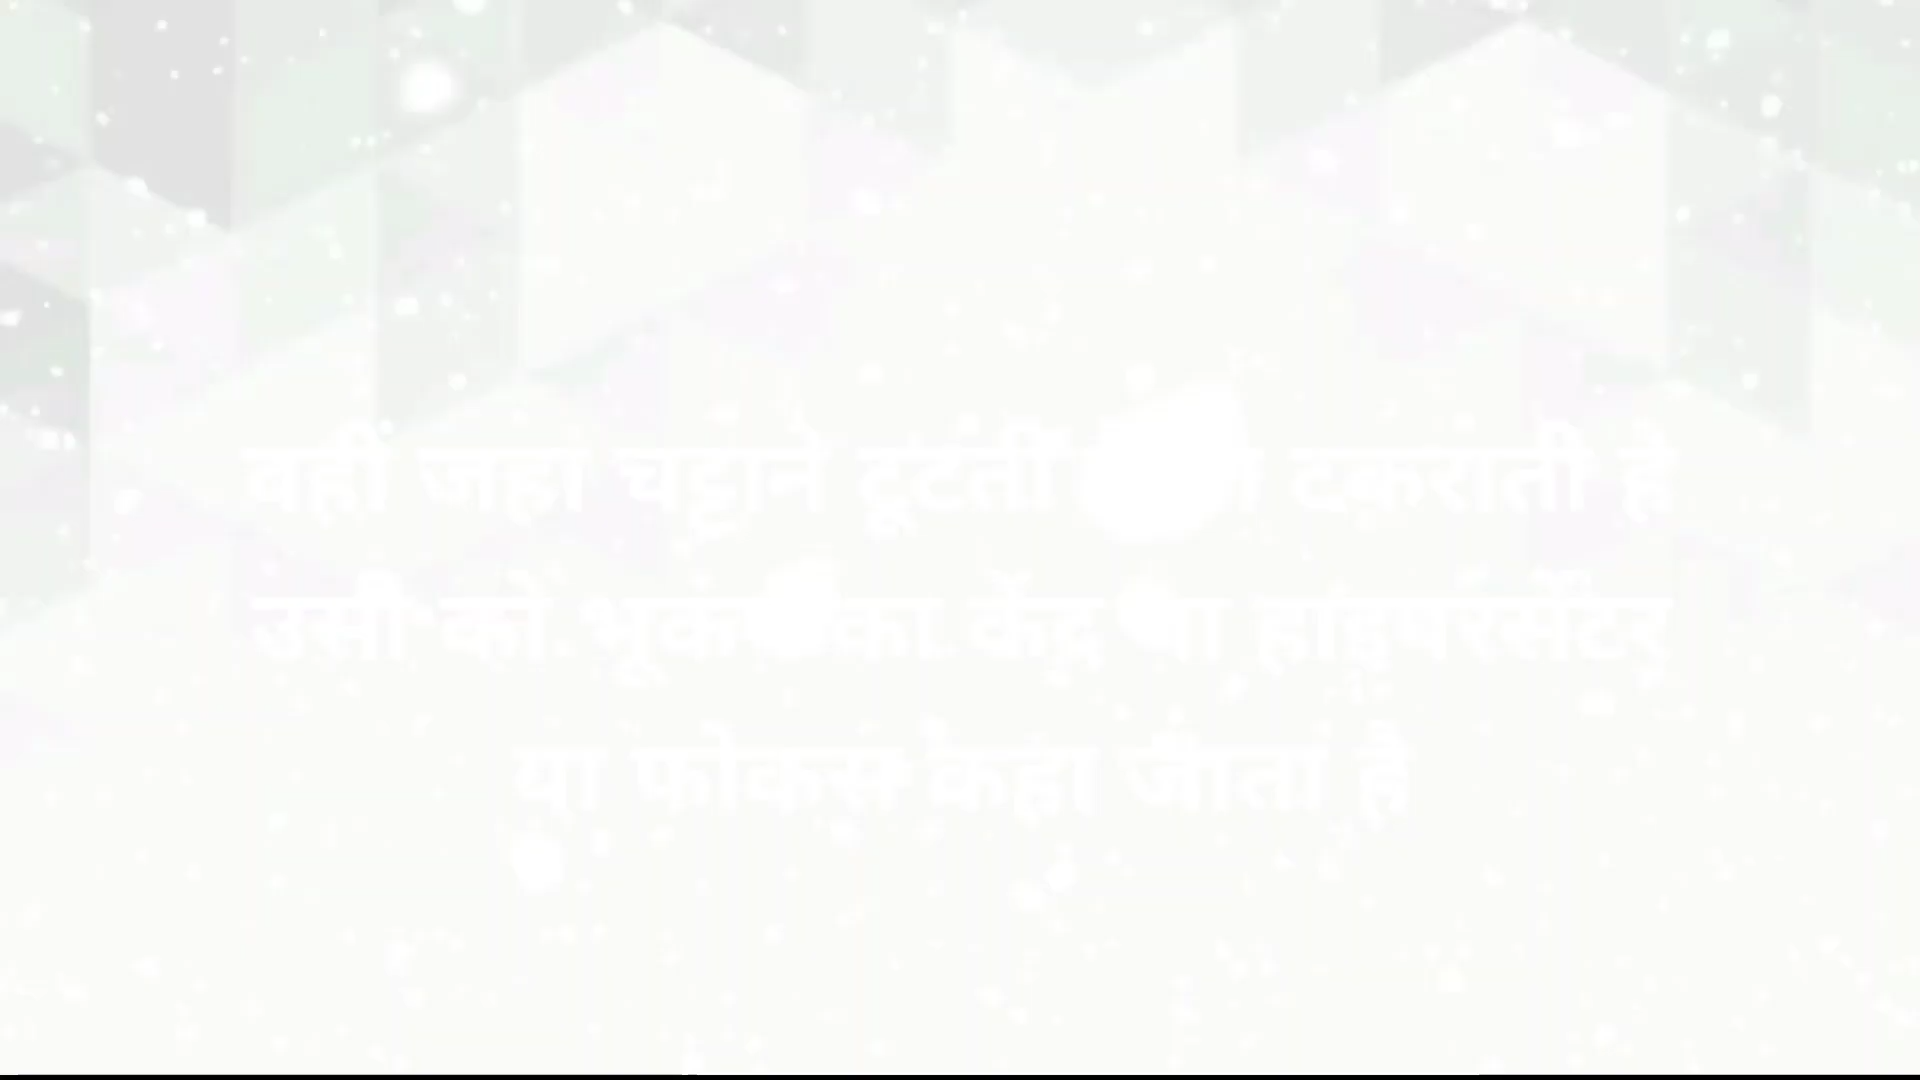 वहीं जहां चट्टानें टूटती टकराती है
उसी को भूकंप का केंद्र या हाइपरसेंटर
या फोकस कहा जाता है